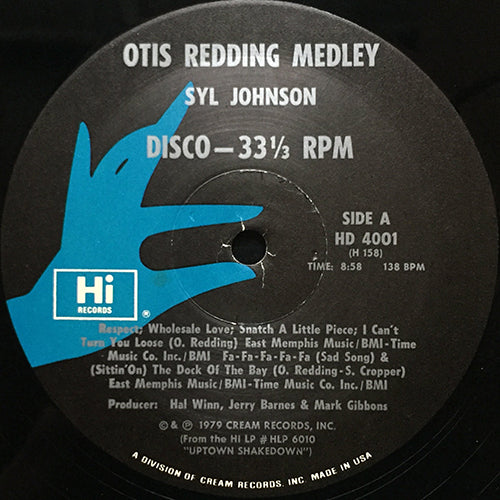 OTIS REDDING MEDLEY
SYL JOHNSON
DISCO—33⅓ RPM
SIDE A
HD 4001
(H 158)
TIME: 8:58 138 BPM
Hi
RECORDS
®
Respect; Wholesale Love; Snatch A Little Piece; I Can't
Turn You Loose (O. Redding) East Memphis Music/BMI-Time
Music Co. Inc./BMI Fa-Fa-Fa-Fa-Fa (Sad Song) &
(Sittin'On) The Dock Of The Bay (O. Redding-S. Cropper)
East Memphis Music/BMI-Time Music Co. Inc./BMI
Producer: Hal Winn, Jerry Barnes & Mark Gibbons
© & ℗ 1979 CREAM RECORDS, INC.
(From the HI LP # HLP 6010
"UPTOWN SHAKEDOWN")
A DIVISION OF CREAM RECORDS, INC. MADE IN USA